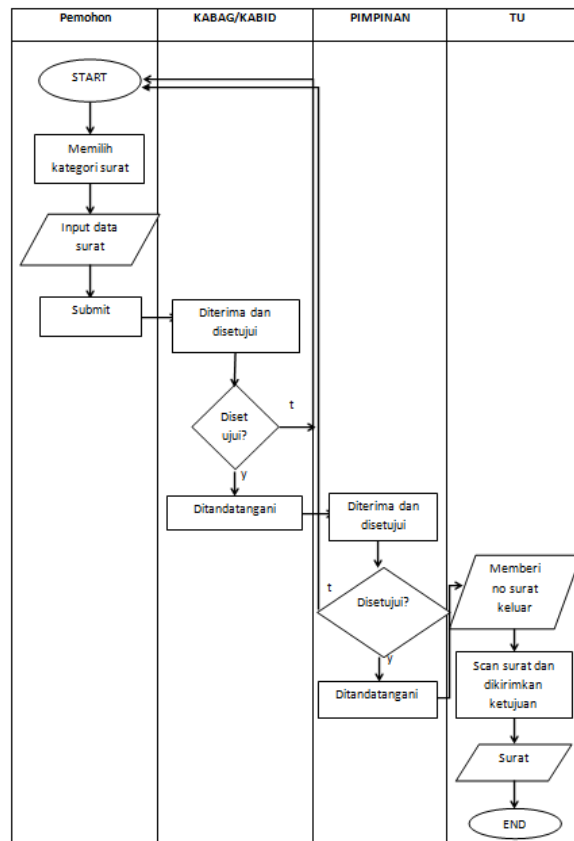 Pemohon
KABAG/KABID
PIMPINAN
TU
START
Memilih
kategori surat
Input data
surat
Submit
Diterima dan
disetujui
Diset
ujui?
t
y
Ditandatangani
Diterima dan
disetujui
Disetujui?
t
y
Ditandatangani
Memberi
no surat
keluar
Scan surat dan
dikirimkan
ketujuan
Surat
END